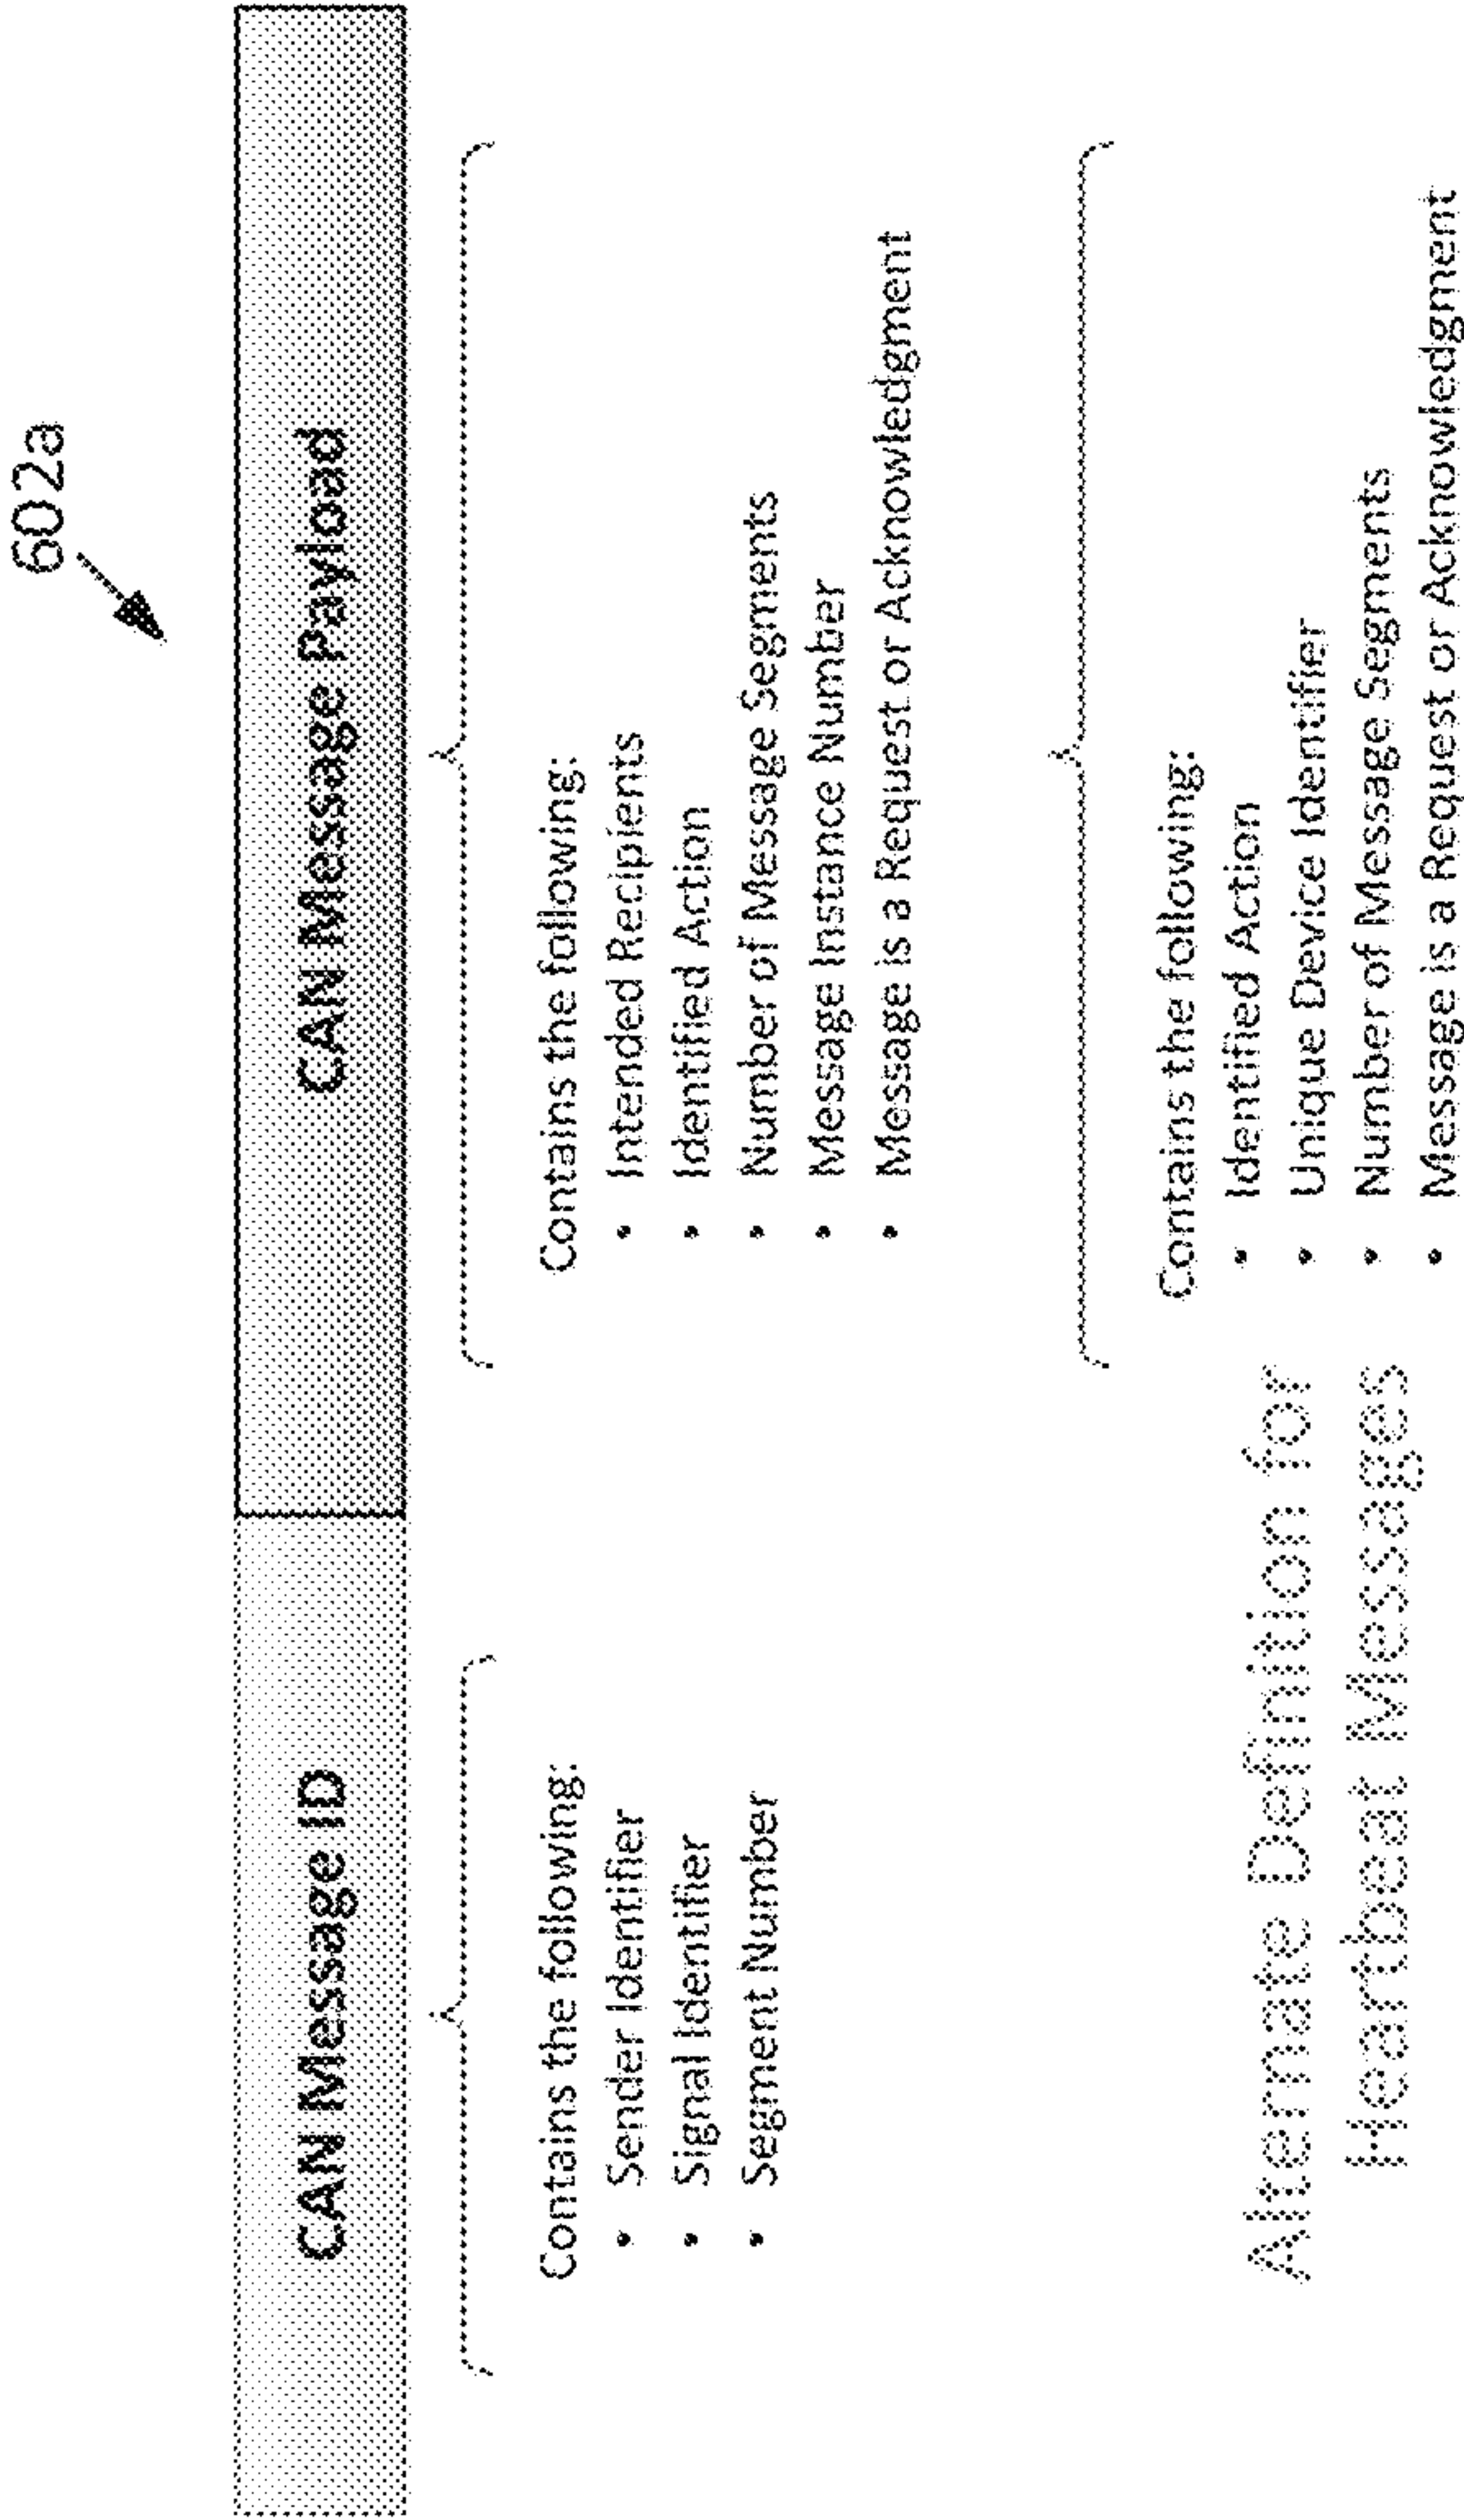 602a
CAN Message ID
CAN Message Payload
Contains the following:
• Sender Identifier
• Signal Identifier
• Segment Number
Contains the following:
• Intended Recipients
• Identified Action
• Number of Message Segments
• Message Instance Number
• Message is a Request or Acknowledgment
Alternate Definition for
Heartbeat Messages
Contains the following:
• Identified Action
• Unique Device Identifier
• Number of Message Segments
• Message is a Request or Acknowledgment